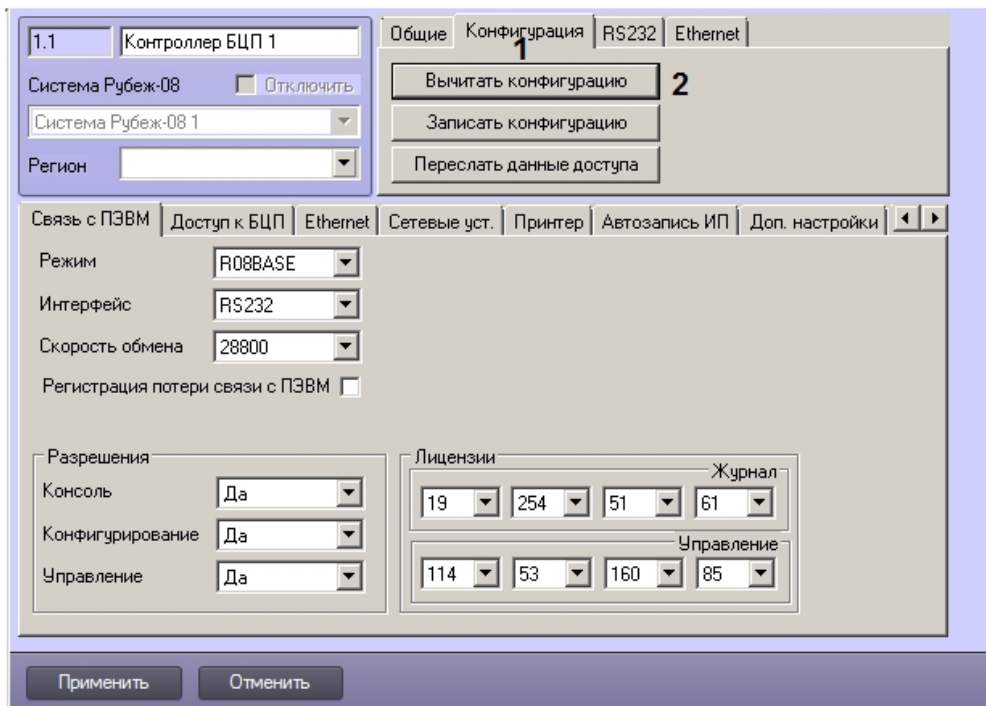 1.1 Контроллер БЦП 1
Система Рубеж-08 Отключить
Система Рубеж-08 1
Регион
Общие Конфигурация RS232 Ethernet
1
Вычитать конфигурацию 2
Записать конфигурацию
Переслать данные доступа
Связь с ПЭВМ Доступ к БЦП Ethernet Сетевые уст. Принтер Автозапись ИП Доп. настройки
Режим R08BASE
Интерфейс RS232
Скорость обмена 28800
Регистрация потери связи с ПЭВМ
Разрешения
Консоль Да
Конфигурирование Да
Управление Да
Лицензии
Журнал
19 254 51 61
Управление
114 53 160 85
Применить Отменить